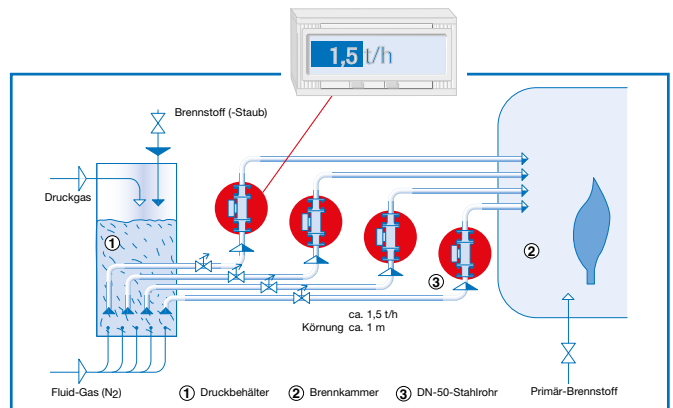 1,5 t/h
Brennstoff (-Staub)
Druckgas
1
2
3
ca. 1,5 t/h
Körnung ca. 1 m
Fluid-Gas (N2)
1 Druckbehälter
2 Brennkammer
3 DN-50-Stahlrohr
Primär-Brennstoff